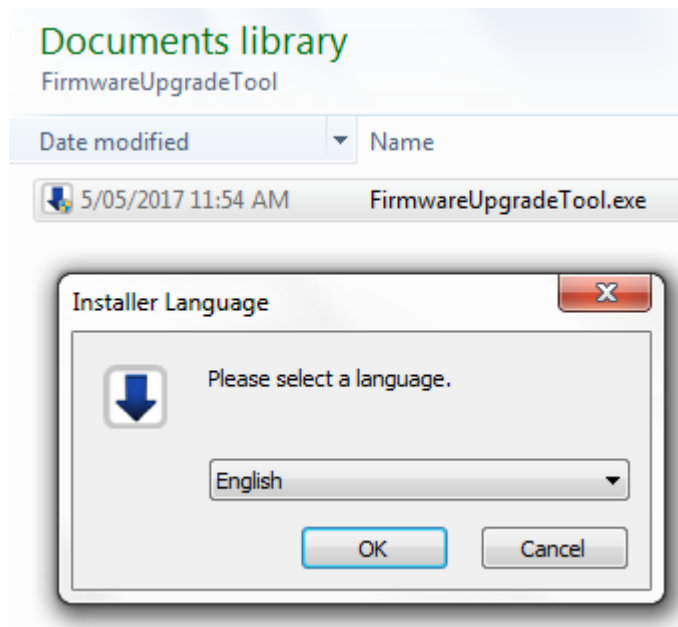 Documents library
FirmwareUpgradeTool
Date modified Name
5/05/2017 11:54 AM FirmwareUpgradeTool.exe
Installer Language
Please select a language.
English
OK Cancel